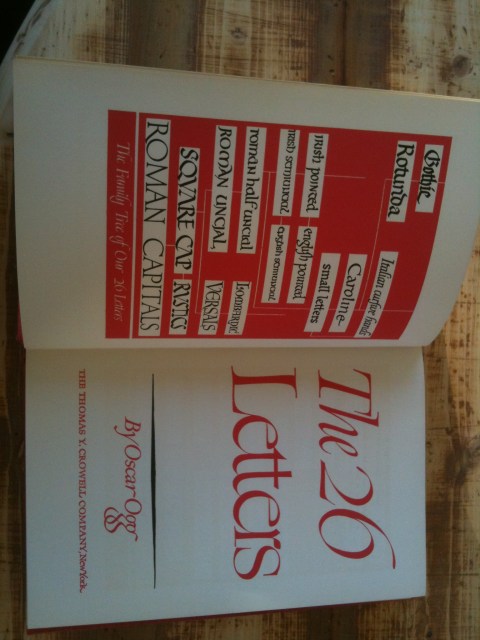 Gothic
Rotunda
Italian cursive hands
Caroline-
small letters
irish pointed
english pointed
irish semiuncial
english semiuncial
roman half uncial
ROMAN UNCIAL
Lombardic
VERSALS
SQVARE CAP
RVSTICS
ROMAN CAPITALS
The Family Tree of Our 26 Letters
The 26
Letters
By Oscar Ogg
THE THOMAS Y. CROWELL COMPANY, New York.